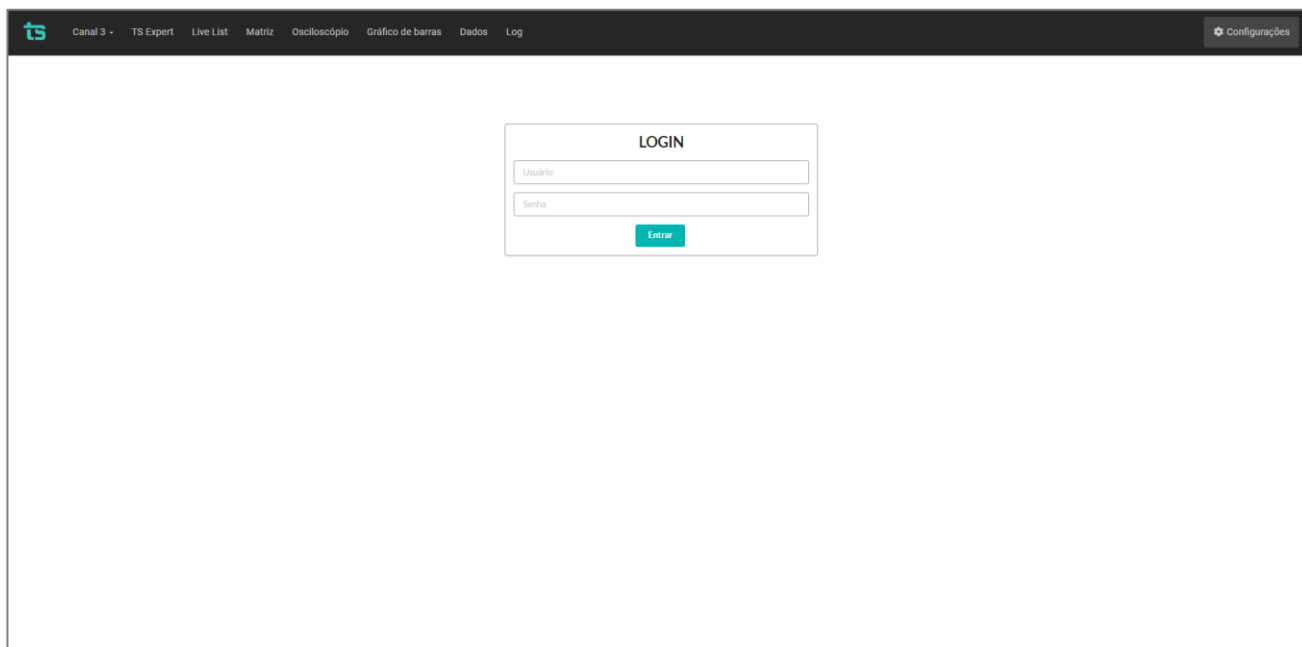 ts
Canal 3 TS Expert Live List Matriz Osciloscópio Gráfico de barras Dados Log Configurações
LOGIN
Usuário
Senha
Entrar